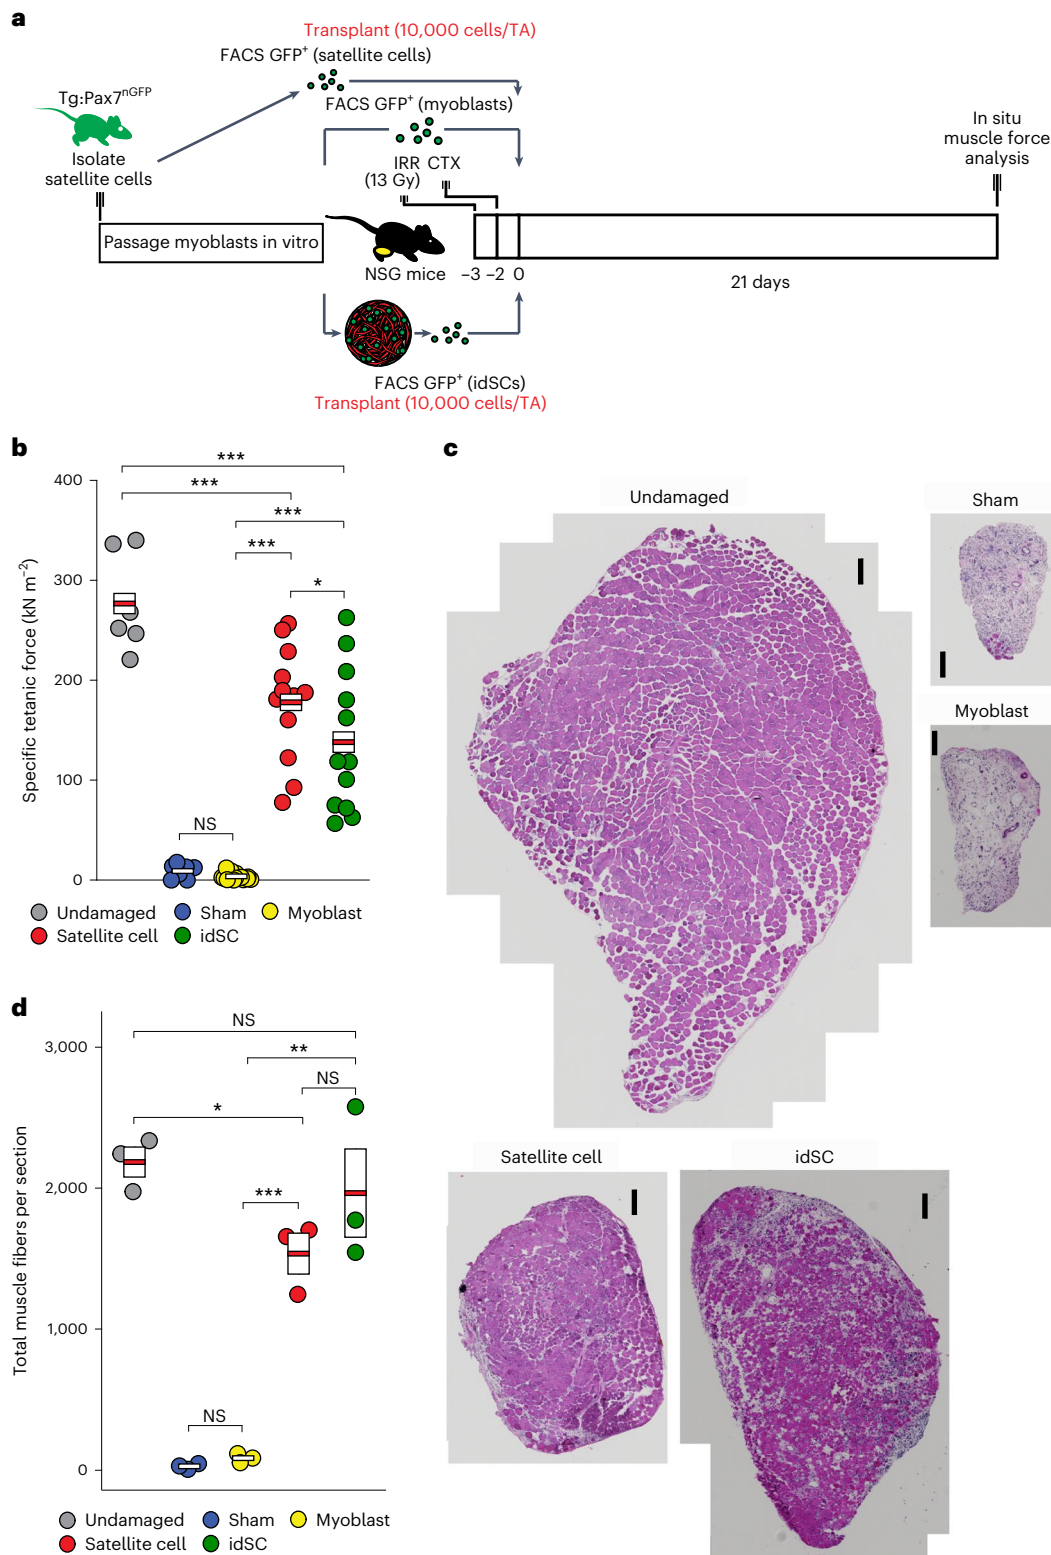 a
Transplant (10,000 cells/TA)
FACS GFP+ (satellite cells)
Tg:Pax7nGFP
FACS GFP+ (myoblasts)
Isolate
satellite cells
IRR
(13 Gy)
CTX
In situ
muscle force
analysis
Passage myoblasts in vitro
NSG mice
−3 −2 0
21 days
FACS GFP+ (idSCs)
Transplant (10,000 cells/TA)
b
Specific tetanic force (kN m−2)
400
300
200
100
0
***
***
***
***
*
NS
Undamaged
Sham
Myoblast
Satellite cell
idSC
c
Undamaged
Sham
Myoblast
Satellite cell
idSC
d
Total muscle fibers per section
3,000
2,000
1,000
0
NS
**
NS
*
***
NS
Undamaged
Sham
Myoblast
Satellite cell
idSC